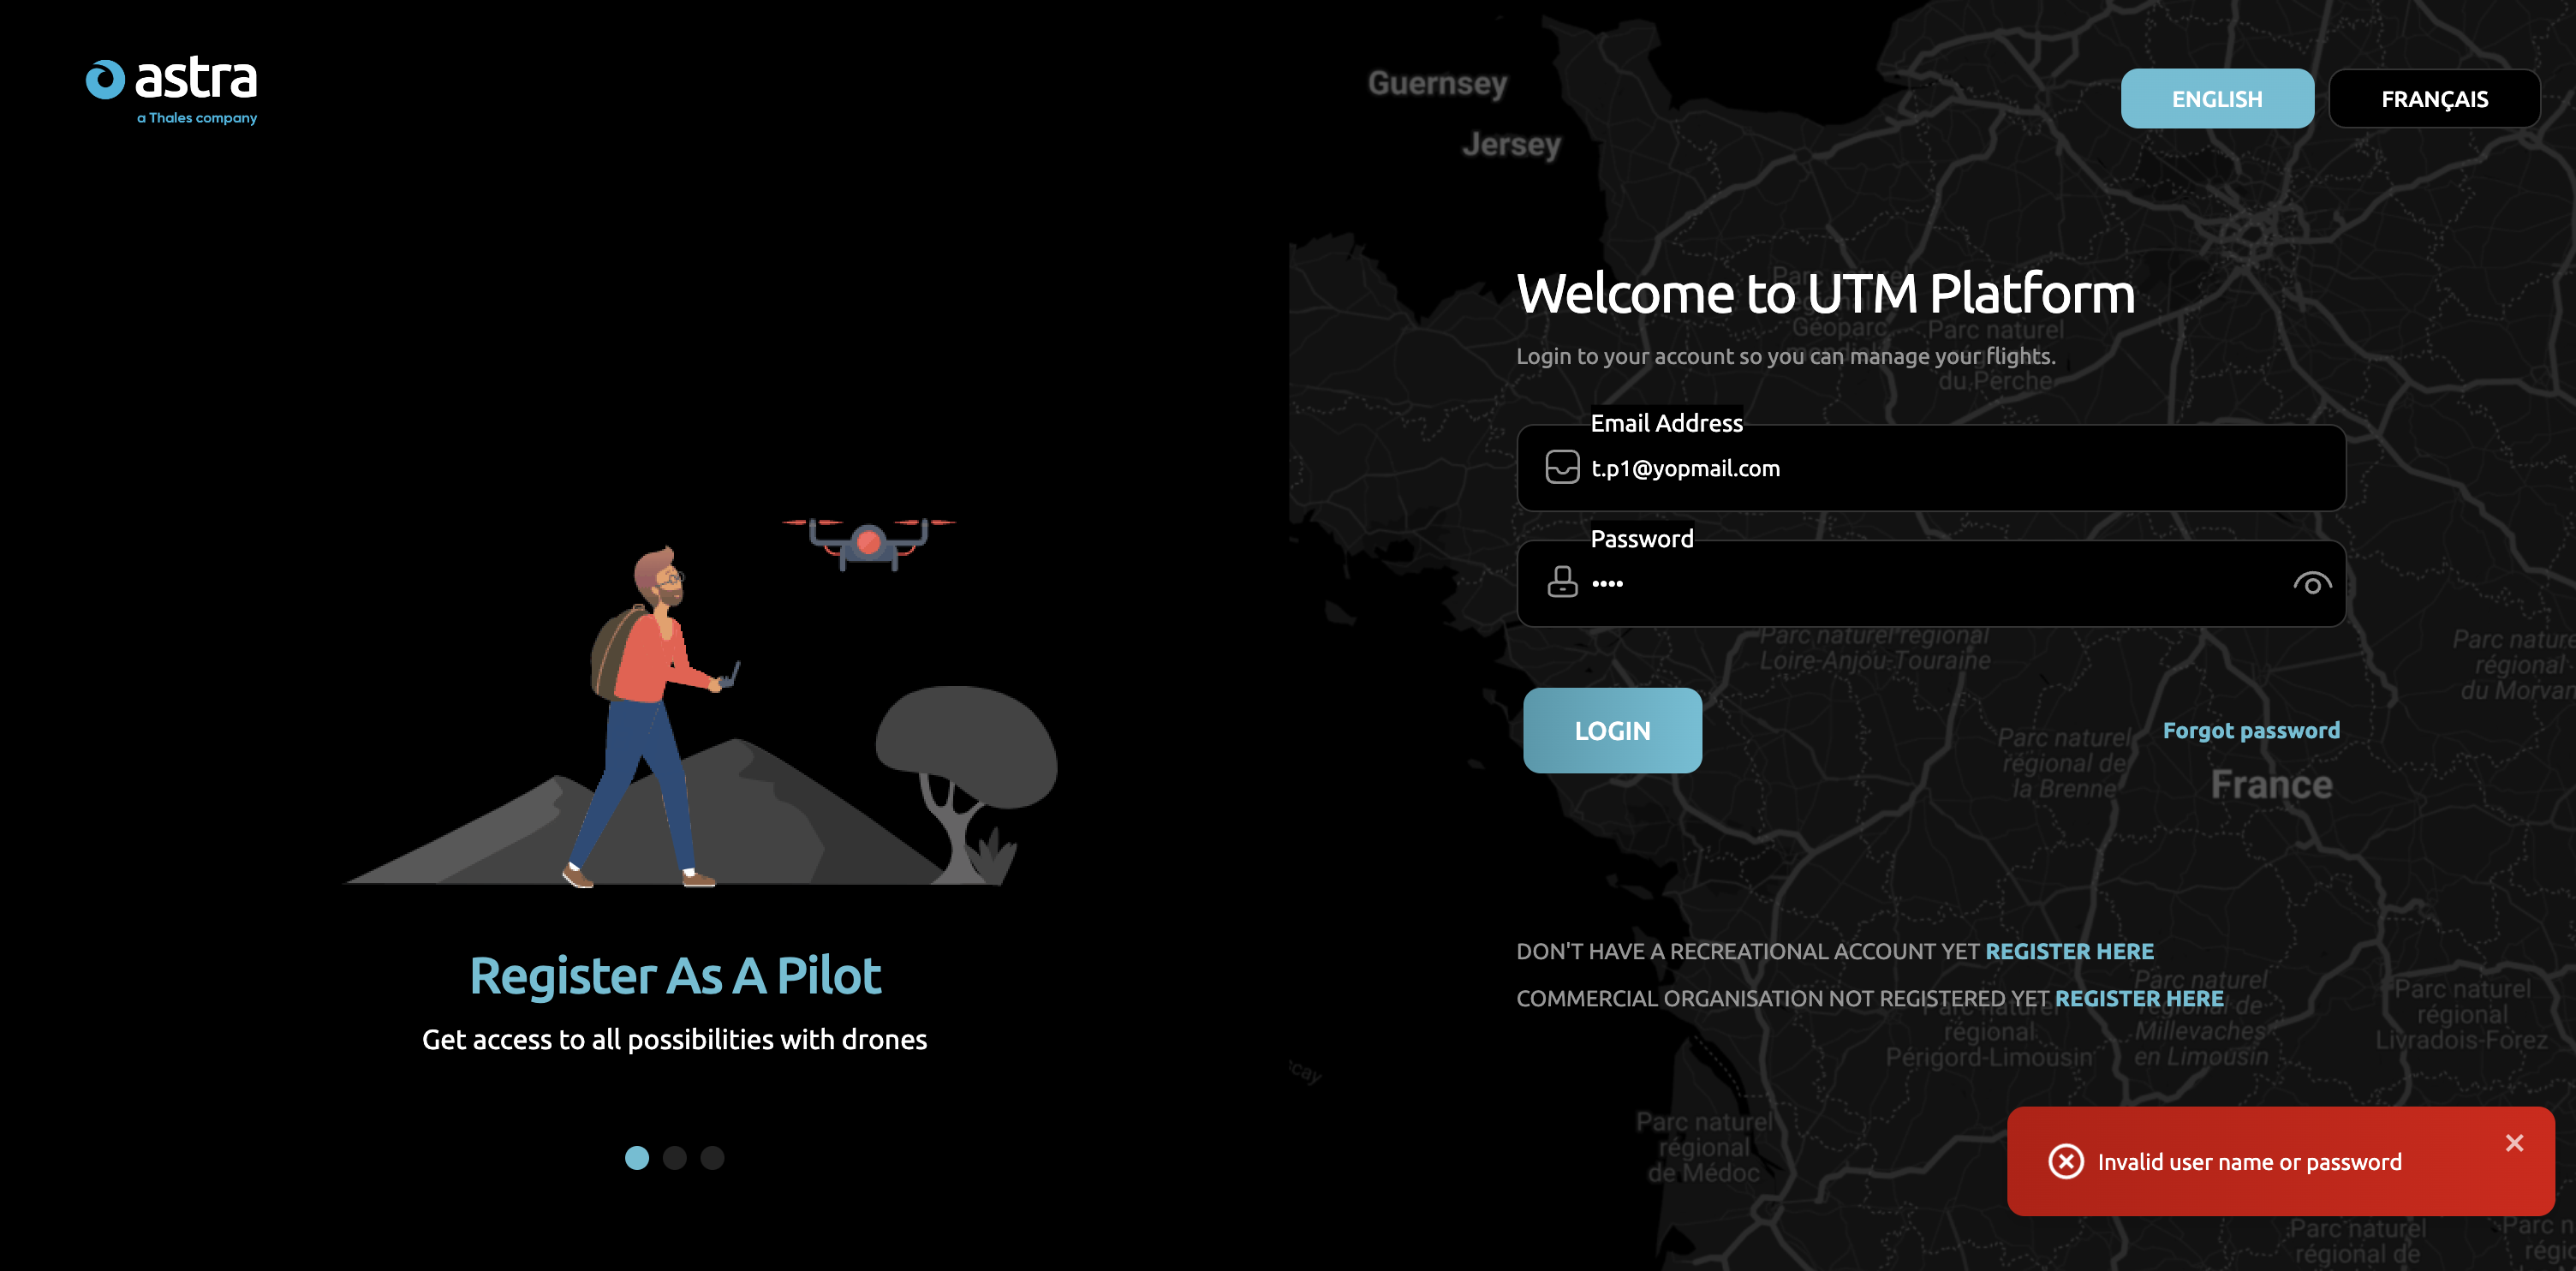 astra
a Thales company
Register As A Pilot
Get access to all possibilities with drones
ENGLISH
FRANÇAIS
Welcome to UTM Platform
Login to your account so you can manage your flights.
Email Address
t.p1@yopmail.com
Password
••••
LOGIN
Forgot password
DON'T HAVE A RECREATIONAL ACCOUNT YET REGISTER HERE
COMMERCIAL ORGANISATION NOT REGISTERED YET REGISTER HERE
Invalid user name or password
Guernsey
Jersey
Parc naturel
Géoparc
Parc naturel
du Perche
Parc naturel régional
Loire-Anjou-Touraine
régional
du Morvan
Parc naturel
régional de
la Brenne
France
Parc naturel
régional de
Millevaches
en Limousin
Parc naturel
régional
Périgord-Limousin
Parc naturel
régional
Livradois-Forez
Parc naturel
régional
de Médoc
Parc naturel
régional de